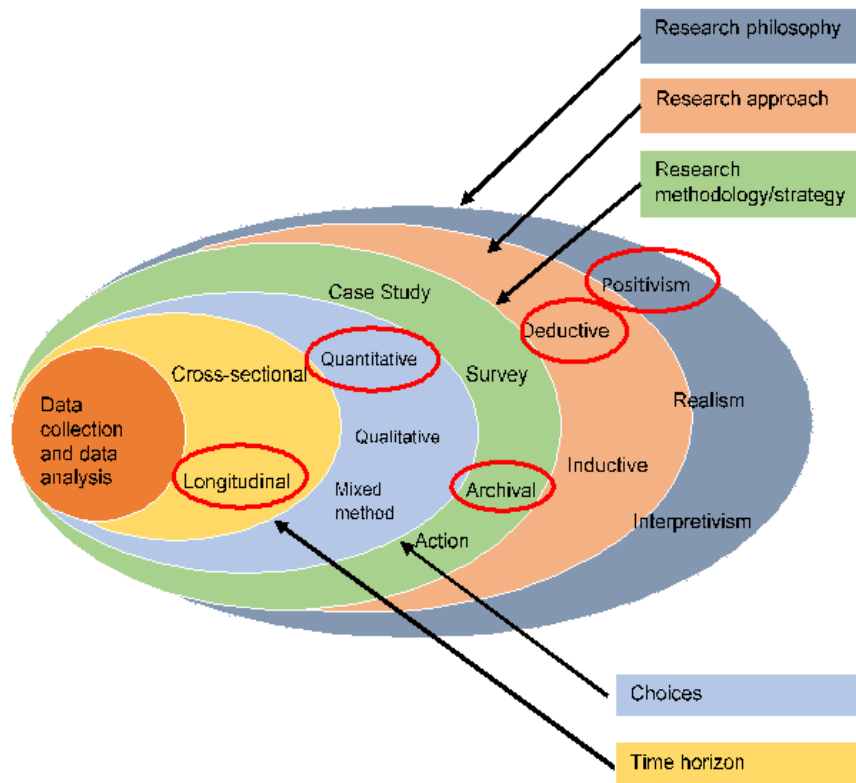 Research philosophy
Research approach
Research
methodology/strategy
Case Study
Positivism
Deductive
Quantitative
Cross-sectional
Survey
Realism
Data
collection
and data
analysis
Qualitative
Longitudinal
Inductive
Archival
Mixed
method
Interpretivism
Action
Choices
Time horizon